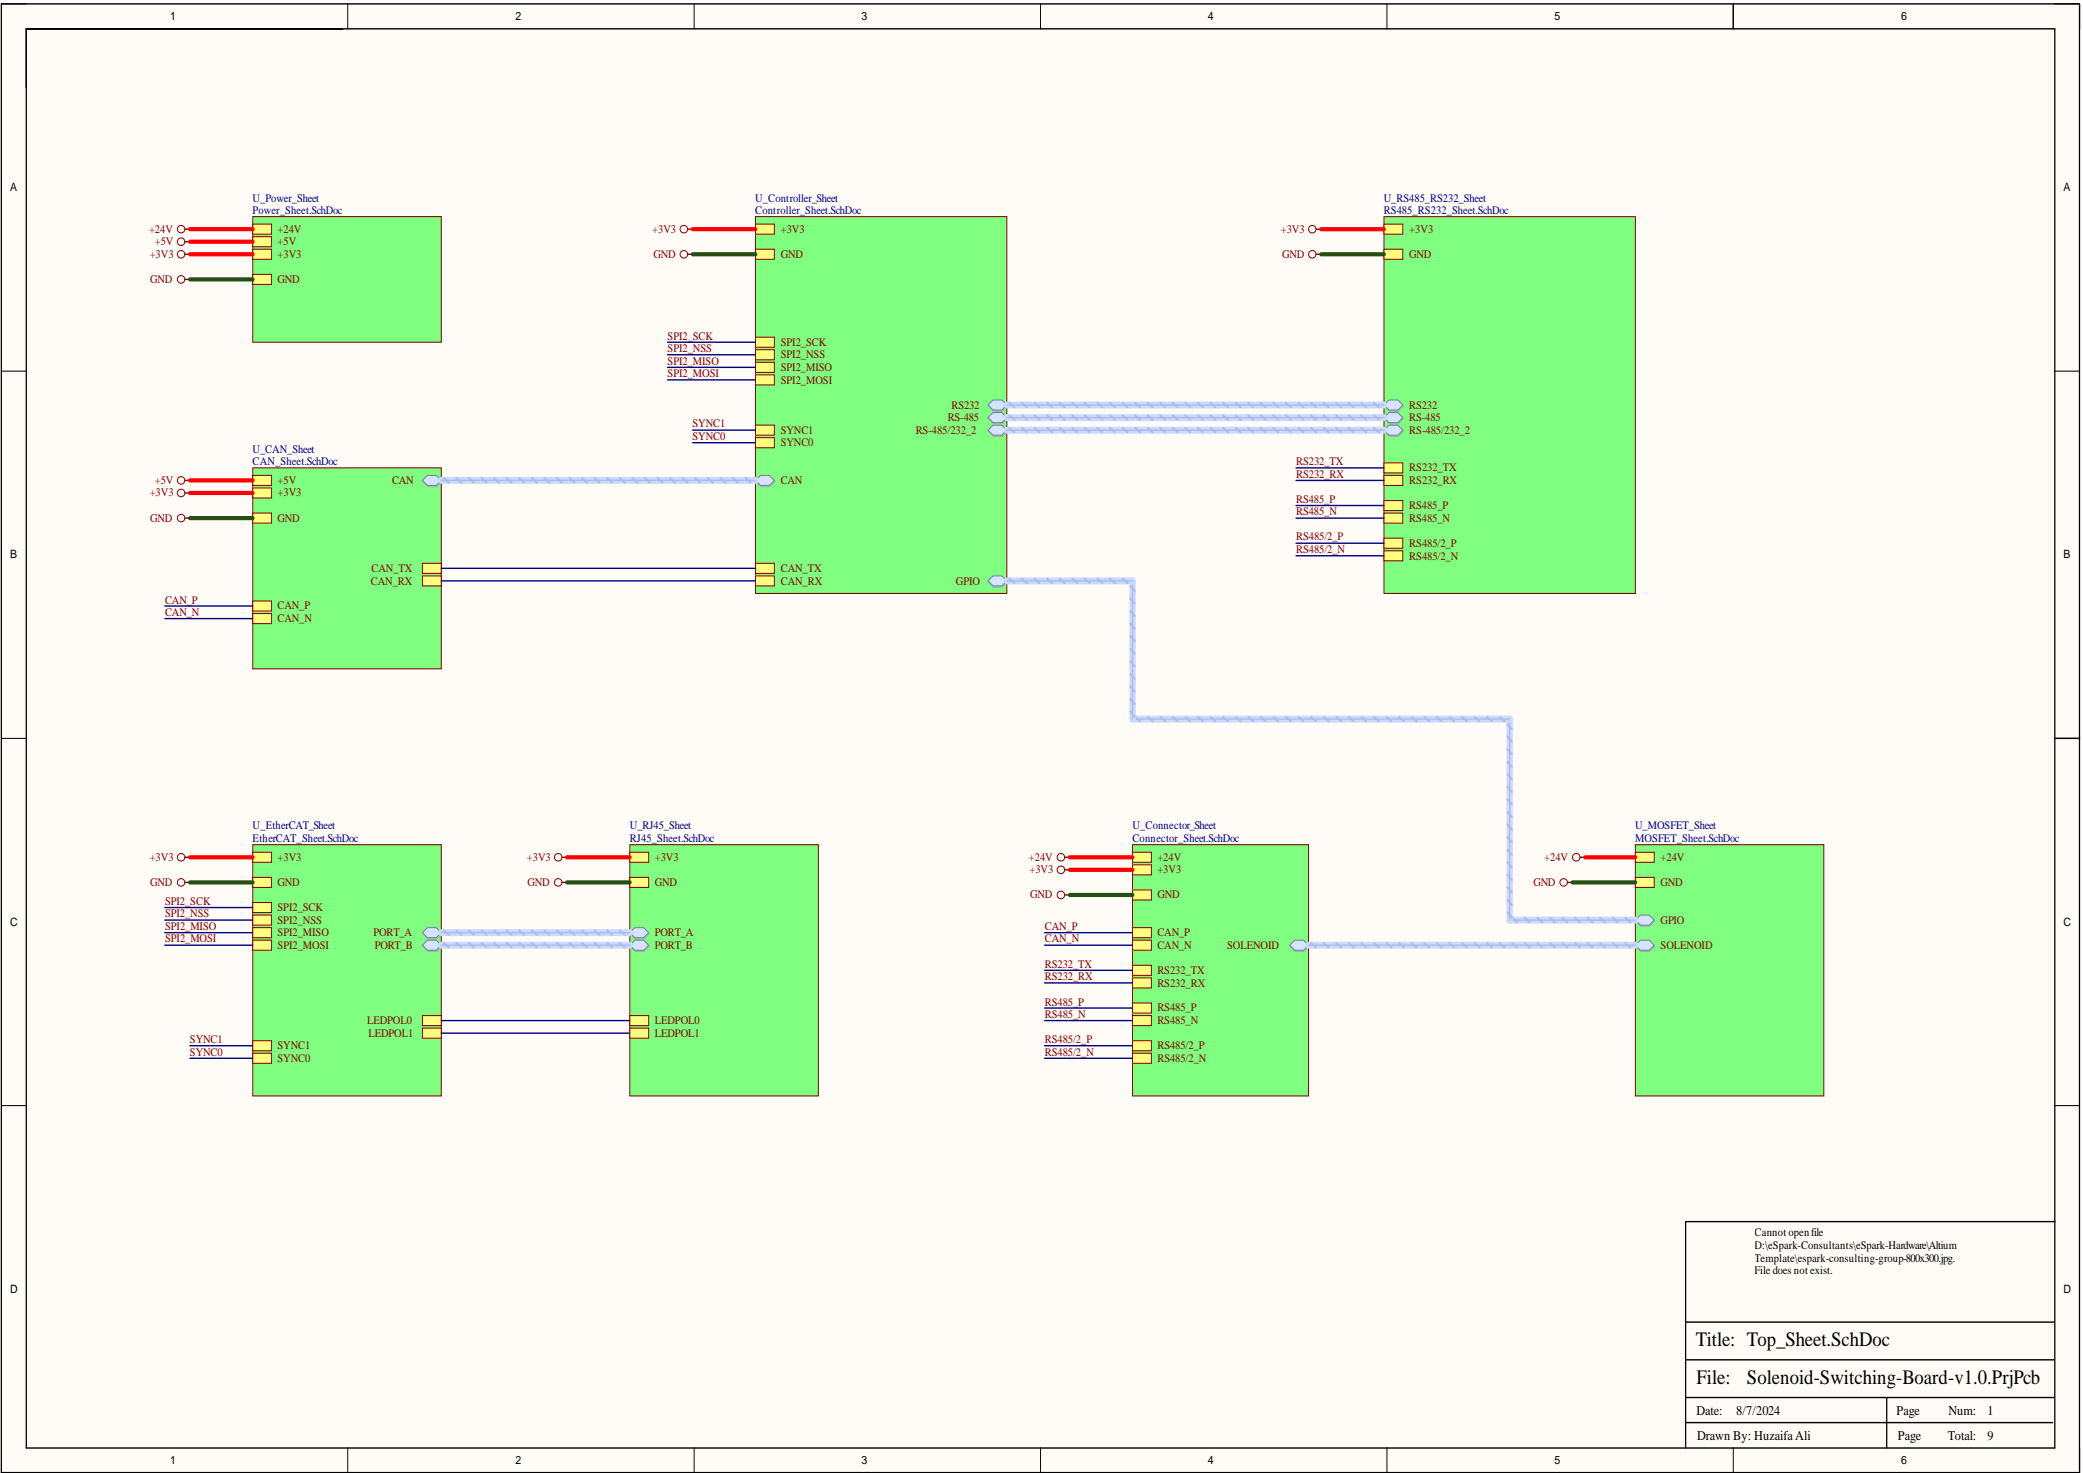 1 2 3 4 5 6
A A
U_Power_Sheet
Power_Sheet.SchDoc
+24V +24V
+5V +5V
+3V3 +3V3
GND GND
U_Controller_Sheet
Controller_Sheet.SchDoc
+3V3 +3V3
GND GND
SPI2_SCK SPI2_SCK
SPI2_NSS SPI2_NSS
SPI2_MISO SPI2_MISO
SPI2_MOSI SPI2_MOSI
RS232
RS-485
RS-485/232_2
SYNC1 SYNC1
SYNC0 SYNC0
CAN
CAN_TX
CAN_RX
GPIO
U_RS485_RS232_Sheet
RS485_RS232_Sheet.SchDoc
+3V3 +3V3
GND GND
RS232
RS-485
RS-485/232_2
RS232_TX RS232_TX
RS232_RX RS232_RX
RS485_P RS485_P
RS485_N RS485_N
RS485/2_P RS485/2_P
RS485/2_N RS485/2_N
B B
U_CAN_Sheet
CAN_Sheet.SchDoc
+5V +5V CAN
+3V3 +3V3
GND GND
CAN_TX
CAN_RX
CAN_P CAN_P
CAN_N CAN_N
C C
U_EtherCAT_Sheet
EtherCAT_Sheet.SchDoc
+3V3 +3V3
GND GND
SPI2_SCK SPI2_SCK
SPI2_NSS SPI2_NSS
SPI2_MISO SPI2_MISO PORT_A
SPI2_MOSI SPI2_MOSI PORT_B
LEDPOL0
LEDPOL1
SYNC1 SYNC1
SYNC0 SYNC0
U_RJ45_Sheet
RJ45_Sheet.SchDoc
+3V3 +3V3
GND GND
PORT_A
PORT_B
LEDPOL0
LEDPOL1
U_Connector_Sheet
Connector_Sheet.SchDoc
+24V +24V
+3V3 +3V3
GND GND
CAN_P CAN_P
CAN_N CAN_N SOLENOID
RS232_TX RS232_TX
RS232_RX RS232_RX
RS485_P RS485_P
RS485_N RS485_N
RS485/2_P RS485/2_P
RS485/2_N RS485/2_N
U_MOSFET_Sheet
MOSFET_Sheet.SchDoc
+24V +24V
GND GND
GPIO
SOLENOID
D D
Cannot open file
D:\eSpark-Consultants\eSpark-Hardware\Altium
Template\espark-consulting-group-800x300.jpg.
File does not exist.
Title: Top_Sheet.SchDoc
File: Solenoid-Switching-Board-v1.0.PrjPcb
Date: 8/7/2024 Page Num: 1
Drawn By: Huzaifa Ali Page Total: 9
1 2 3 4 5 6